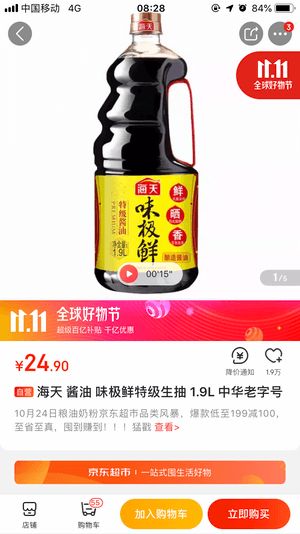 中国移动 4G 08:28 84%
3
11.11
全球好物节
海天
鲜
晒
香
味极鲜
特级酱油
PREMIUM
净含量:
1.9L
酿造酱油
00'15"
1/5
11.11 全球好物节
超级百亿补贴 千亿优惠
¥24.90
降价通知 1.9万
自营 海天 酱油 味极鲜特级生抽 1.9L 中华老字号
10月24日粮油奶粉京东超市品类风暴，爆款低至199减100，
至省至真，囤到赚到！！！猛戳 查看>
京东超市 一站式囤生活好物
55
店铺 购物车 加入购物车 立即购买